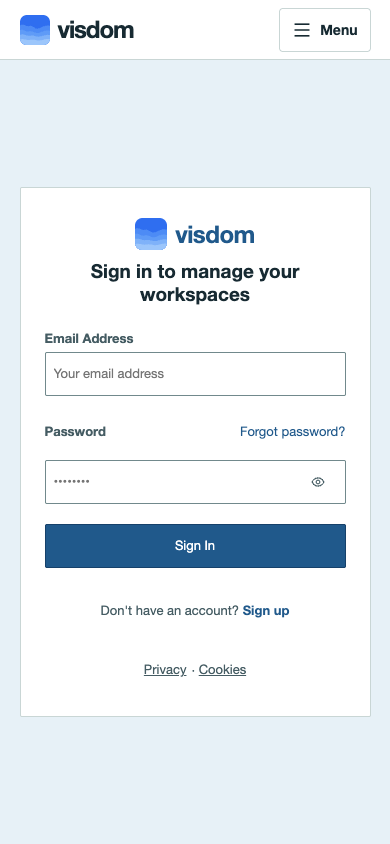 visdom
Menu
visdom
Sign in to manage your
workspaces
Email Address
Your email address
Password
Forgot password?
••••••••
Sign In
Don't have an account? Sign up
Privacy · Cookies